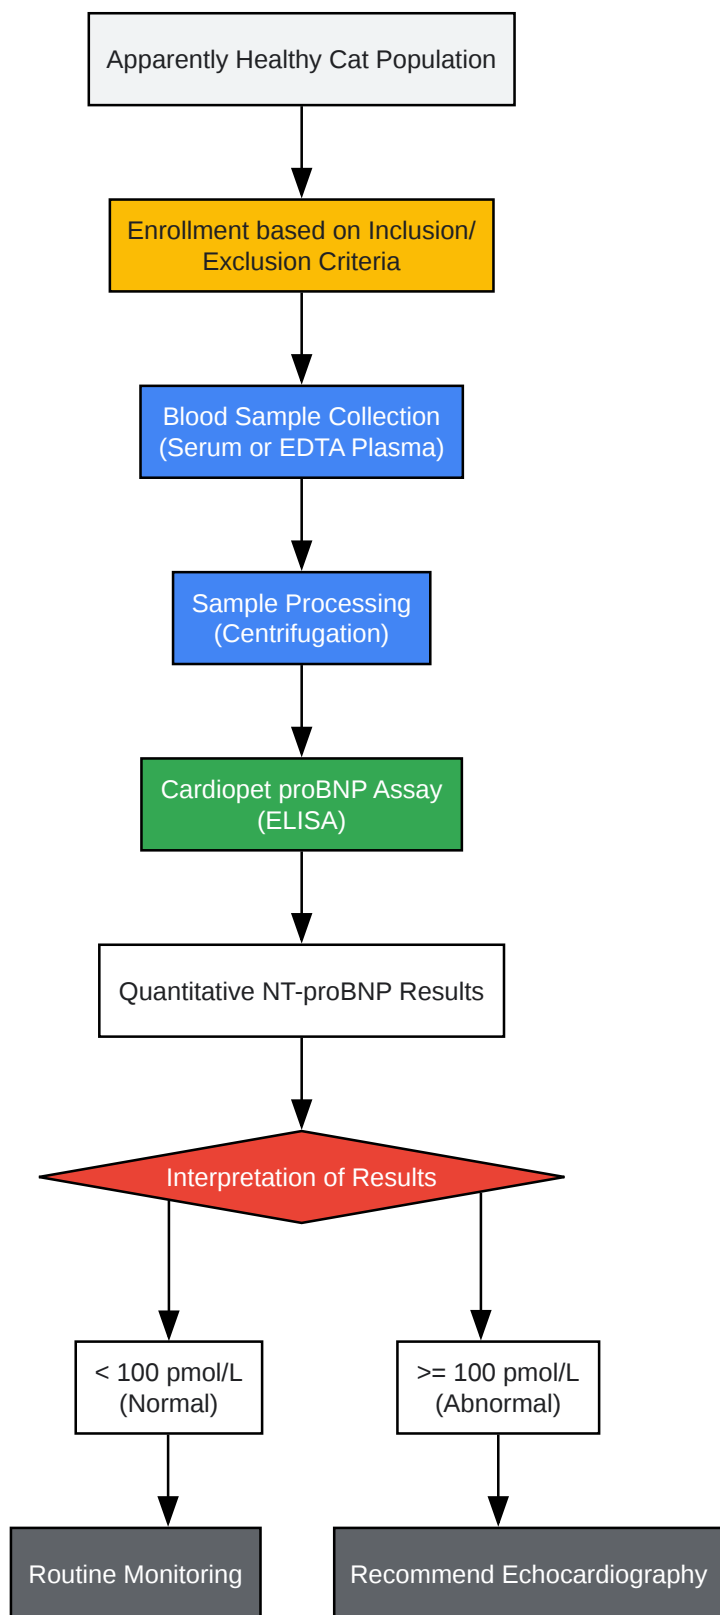 Apparently Healthy Cat Population
Enrollment based on Inclusion/
Exclusion Criteria
Blood Sample Collection
(Serum or EDTA Plasma)
Sample Processing
(Centrifugation)
Cardiopet proBNP Assay
(ELISA)
Quantitative NT-proBNP Results
Interpretation of Results
< 100 pmol/L
(Normal)
>= 100 pmol/L
(Abnormal)
Routine Monitoring
Recommend Echocardiography